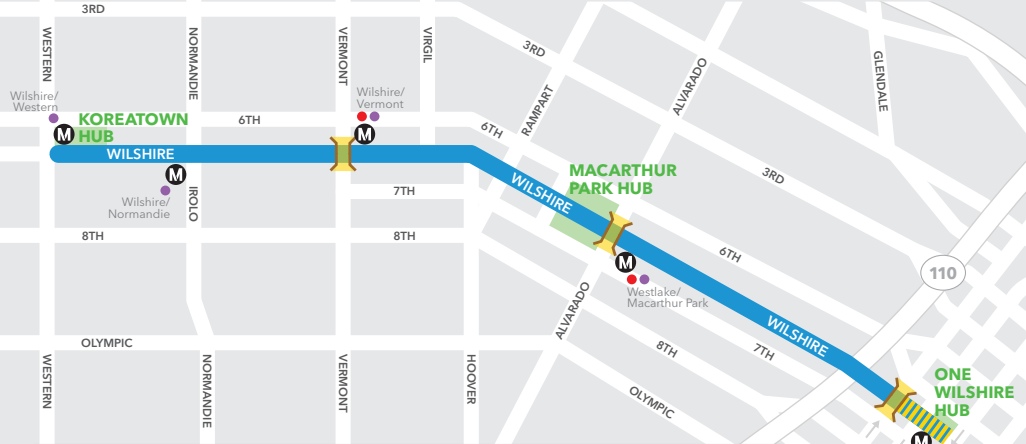 3RD
WESTERN
NORMANDIE
VERMONT
VIRGIL
3RD
ALVARADO
GLENDALE
Wilshire/
Western
Wilshire/
Vermont
RAMPART
M
KOREATOWN
HUB
6TH
M
6TH
WILSHIRE
M
Wilshire/
Normandie
IROLO
7TH
WILSHIRE
MACARTHUR
PARK HUB
3RD
8TH
8TH
6TH
M
Westlake/
Macarthur Park
110
ALVARADO
OLYMPIC
WILSHIRE
8TH
7TH
WESTERN
NORMANDIE
VERMONT
HOOVER
OLYMPIC
ONE
WILSHIRE
HUB
M